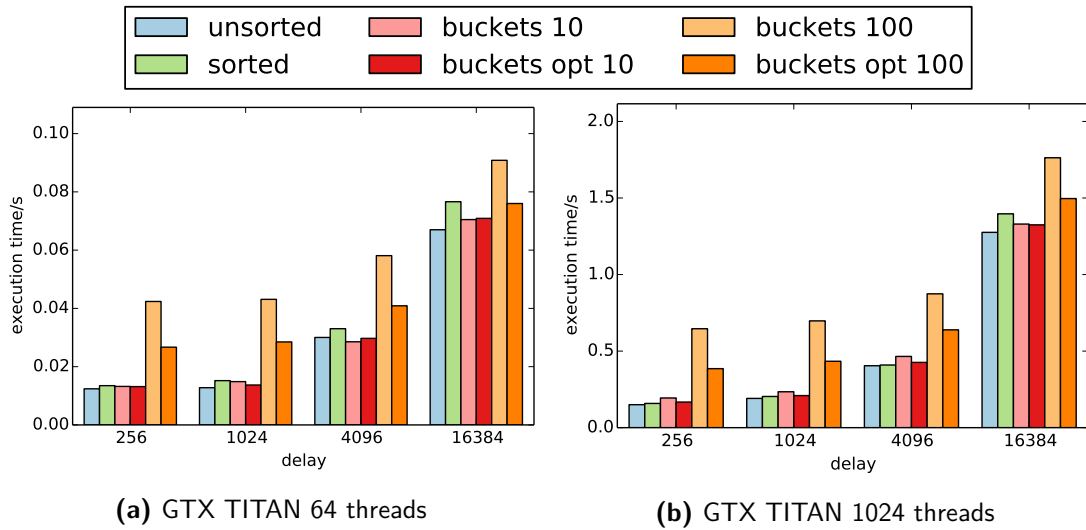 unsorted buckets 10 buckets 100
sorted buckets opt 10 buckets opt 100
execution time/s
0.10
0.08
0.06
0.04
0.02
0.00
256 1024 4096 16384
delay
(a) GTX TITAN 64 threads
execution time/s
2.0
1.5
1.0
0.5
0.0
256 1024 4096 16384
delay
(b) GTX TITAN 1024 threads